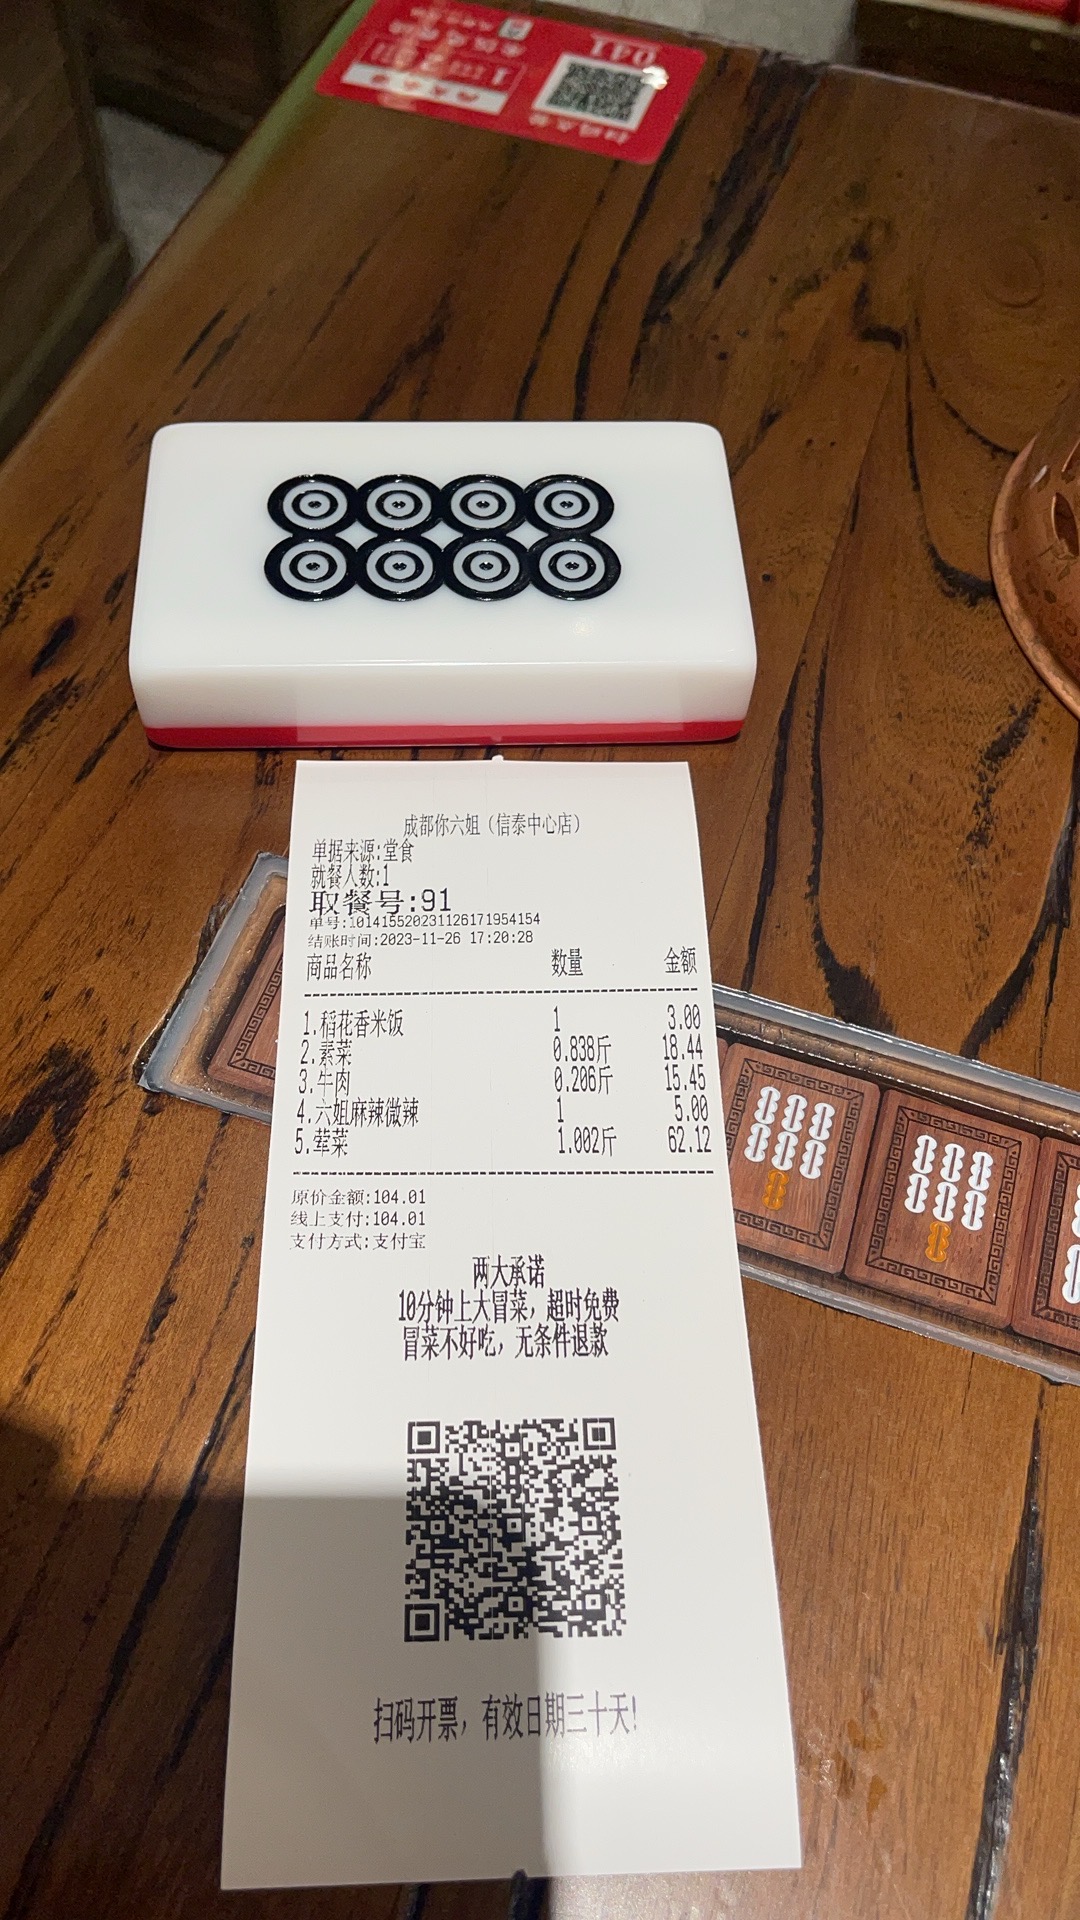 041
成都你六姐（信泰中心店）
单据来源:堂食
就餐人数:1
取餐号:91
单号:10141552023112617195 4154
结账时间:2023-11-26 17:20:28
商品名称 数量 金额
1.稻花香米饭 1 3.00
2.素菜 0.838斤 18.44
3.牛肉 0.206斤 15.45
4.六姐麻辣微辣 1 5.00
5.荤菜 1.002斤 62.12
原价金额:104.01
线上支付:104.01
支付方式:支付宝
两大承诺
10分钟上大冒菜，超时免费
冒菜不好吃，无条件退款
扫码开票，有效日期三十天!